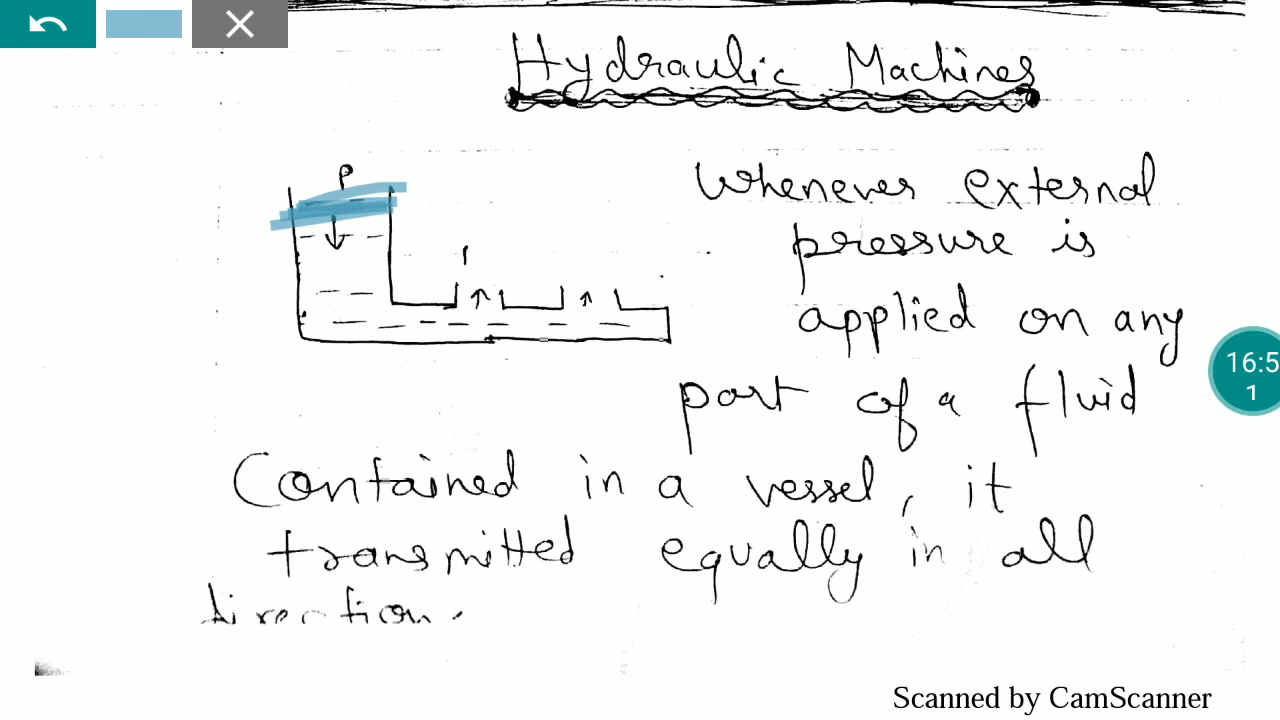 Hydraulic Machines
P
Whenever external
pressure is
applied on any
part of a fluid
Contained in a vessel, it
transmitted equally in all
direction.
16:5
1
Scanned by CamScanner